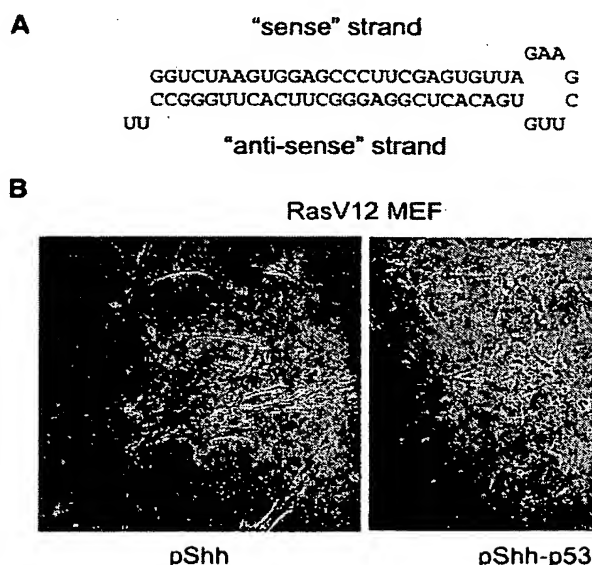 A
"sense" strand
GAA
GGUCUAAGUGGAGCCCUUCGAGUGUUA G
CCGGGUUCACUUCGGGAGGCUCACAGU C
UU GUU
"anti-sense" strand
B
RasV12 MEF
pShh pShh-p53